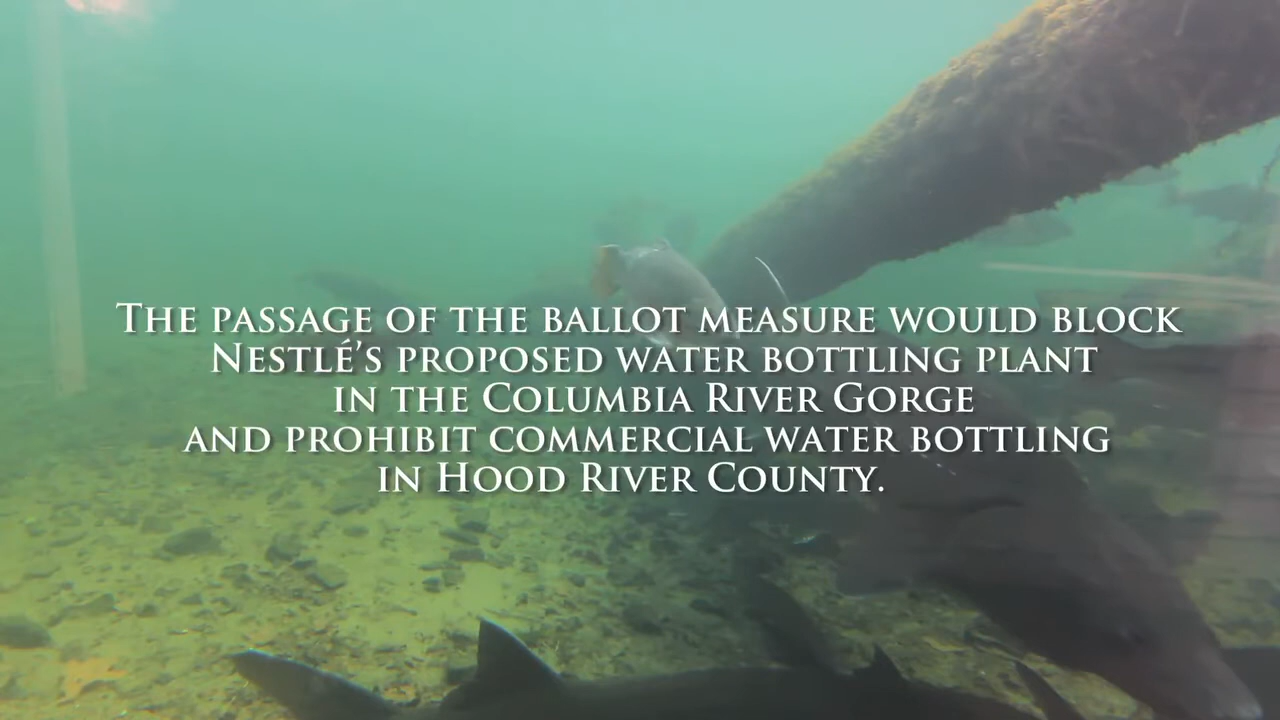 The passage of the ballot measure would block
Nestlé's proposed water bottling plant
in the Columbia River Gorge
and prohibit commercial water bottling
in Hood River County.